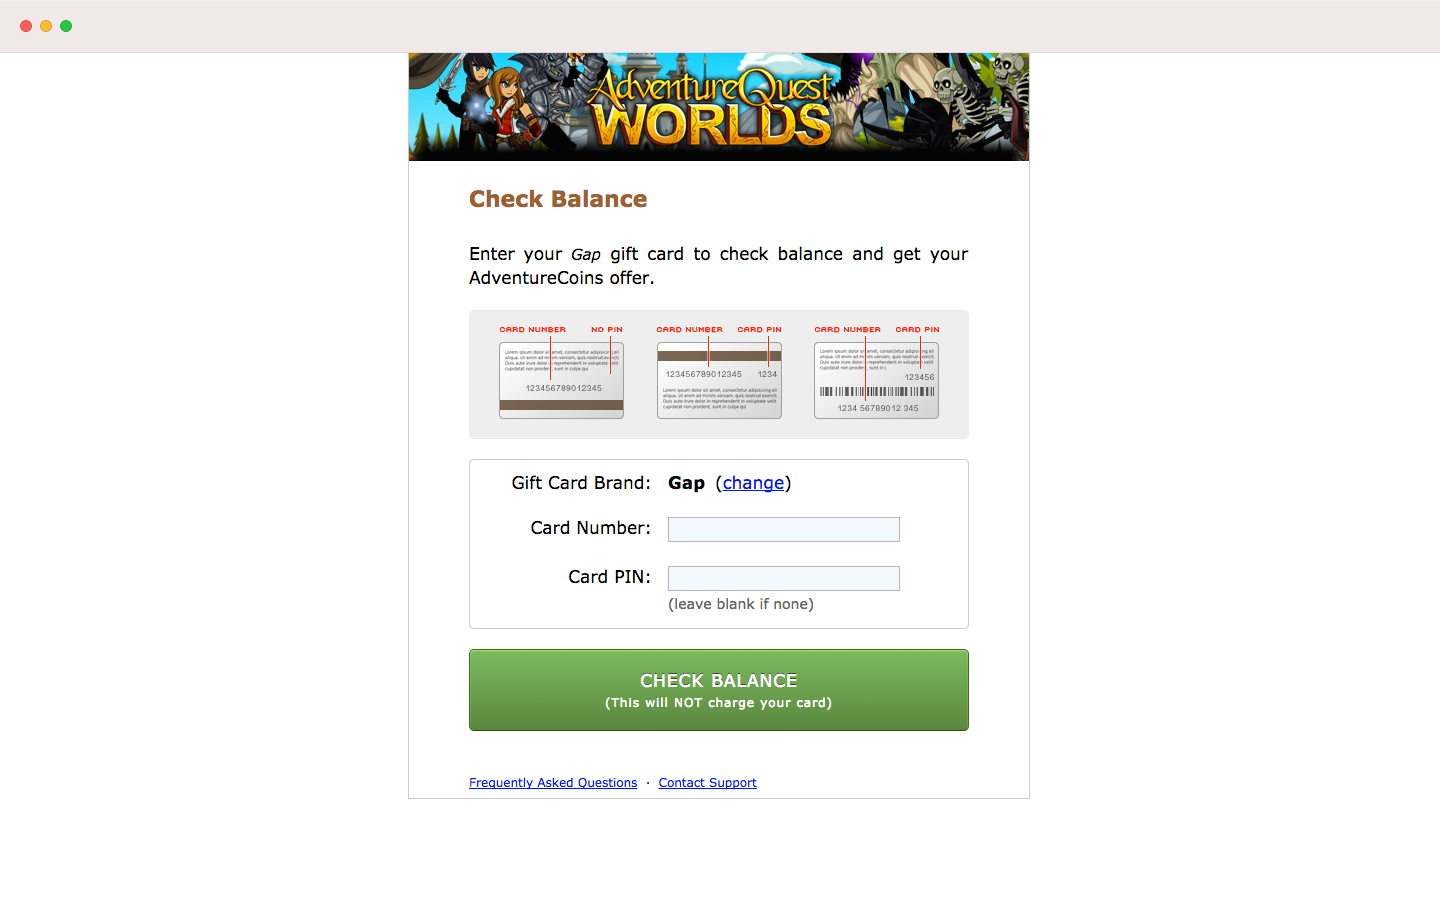 AdventureQuest
WORLDS
Check Balance
Enter your Gap gift card to check balance and get your
AdventureCoins offer.
CARD NUMBER NO PIN
Lorem ipsum dolor sit amet, consectetur adipisicing eli
aliqua. Ut enim ad minim veniam, quis nostrud exercit.
Duis aute irure dolor in reprehenderit in voluptate velit
cupidatat non proident, sunt in culpa qui
123456789012345
CARD NUMBER CARD PIN
123456789012345 1234
Lorem ipsum dolor sit amet, consectetur adipisicing eli
aliqua. Ut enim ad minim veniam, quis nostrud exercit.
Duis aute irure dolor in reprehenderit in voluptate velit
cupidatat non proident, sunt in culpa qui
CARD NUMBER CARD PIN
Lorem ipsum dolor sit amet, consectetur adipisicing eli
aliqua. Ut enim ad minim veniam, quis nostrud exercit.
Duis aute irure dolor in reprehenderit in voluptate velit
cupidatat non proident, sunt in c
123456
1234 56789012 345
Gift Card Brand: Gap (change)
Card Number:
Card PIN:
(leave blank if none)
CHECK BALANCE
(This will NOT charge your card)
Frequently Asked Questions · Contact Support